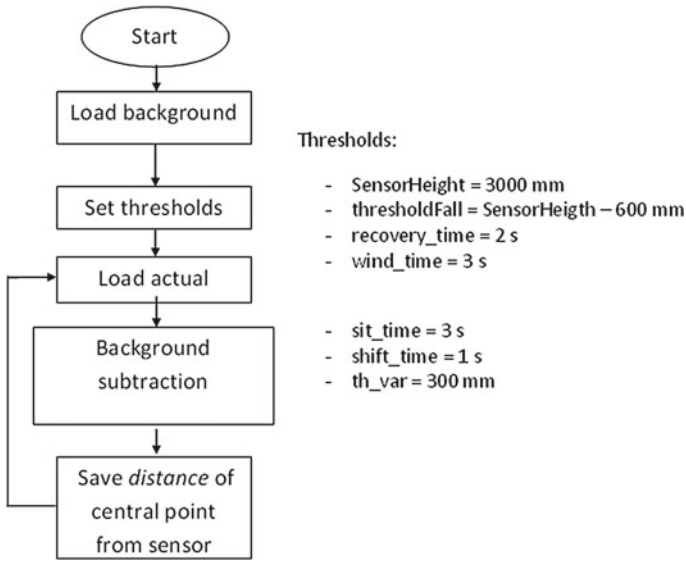 Start
Load background
Set thresholds
Load actual
Background
subtraction
Save distance of
central point
from sensor
Thresholds:
- SensorHeight = 3000 mm
- thresholdFall = SensorHeigth – 600 mm
- recovery_time = 2 s
- wind_time = 3 s
- sit_time = 3 s
- shift_time = 1 s
- th_var = 300 mm